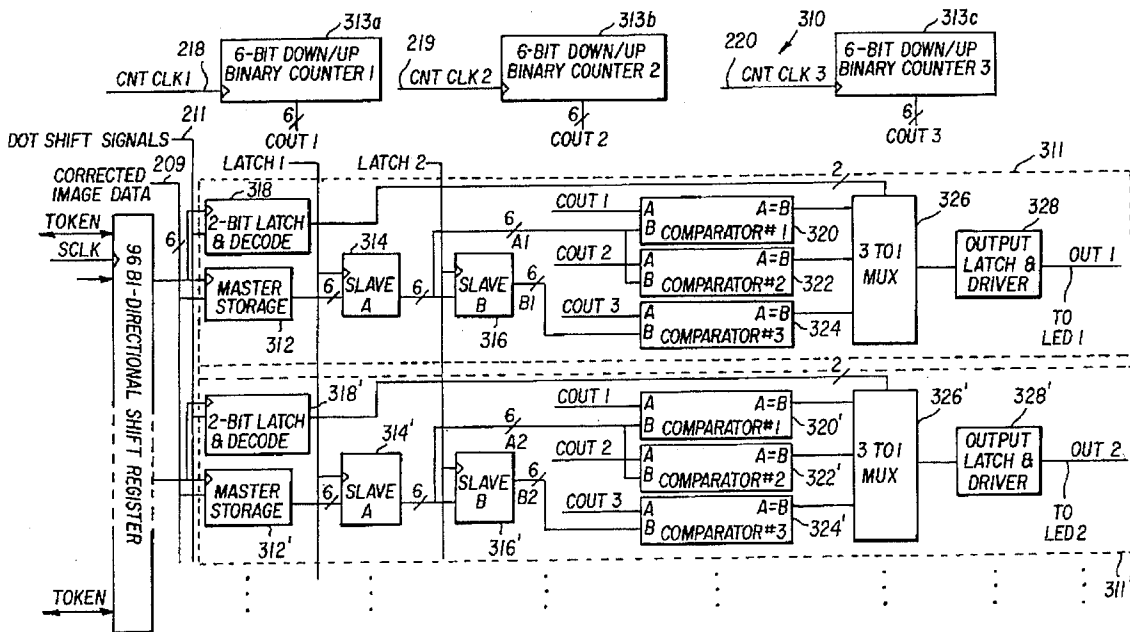 313a
313b
310
313c
218
6-BIT DOWN/UP
BINARY COUNTER 1
219
6-BIT DOWN/UP
BINARY COUNTER 2
220
6-BIT DOWN/UP
BINARY COUNTER 3
CNT CLK 1
CNT CLK 2
CNT CLK 3
211
6
COUT 1
6
COUT 2
6
COUT 3
DOT SHIFT SIGNALS
209
LATCH 1
LATCH 2
311
CORRECTED
IMAGE DATA
318
2
TOKEN
6
2-BIT LATCH
& DECODE
314
6
A1
COUT 1
A
A=B
B
COMPARATOR #1
320
326
328
SCLK
96 BI-DIRECTIONAL SHIFT REGISTER
MASTER
STORAGE
312
6
SLAVE
A
6
SLAVE
B
316
6
B1
COUT 2
A
A=B
B
COMPARATOR #2
322
COUT 3
A
A=B
B
COMPARATOR #3
324
3 TO 1
MUX
OUTPUT
LATCH &
DRIVER
OUT 1
TO
LED 1
2
318'
2-BIT LATCH
& DECODE
314'
6
A2
COUT 1
A
A=B
B
COMPARATOR #1
320'
326'
328'
MASTER
STORAGE
312'
6
SLAVE
A
6
SLAVE
B
316'
6
B2
COUT 2
A
A=B
B
COMPARATOR #2
322'
COUT 3
A
A=B
B
COMPARATOR #3
324'
3 TO 1
MUX
OUTPUT
LATCH &
DRIVER
OUT 2
TO
LED 2
TOKEN
311'